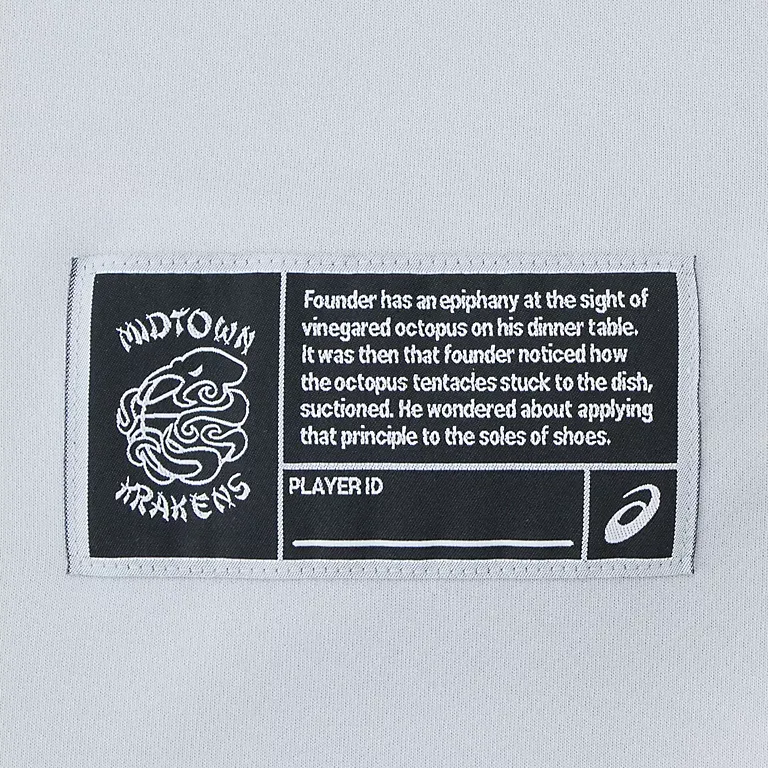 MIDTOWN
KRAKENS
Founder has an epiphany at the sight of
vinegared octopus on his dinner table.
It was then that founder noticed how
the octopus tentacles stuck to the dish,
suctioned. He wondered about applying
that principle to the soles of shoes.
PLAYER ID